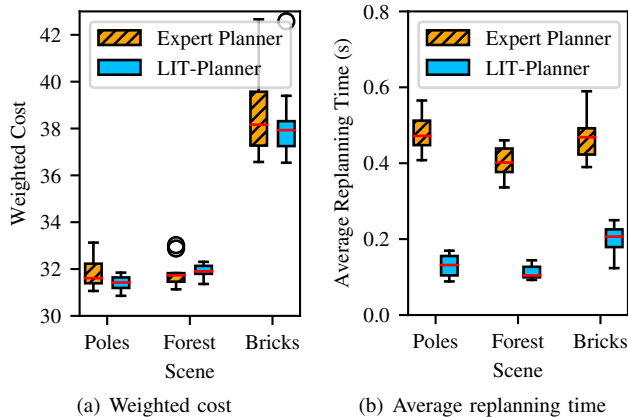 42
40
38
36
34
32
30
Weighted Cost
Expert Planner
LIT-Planner
Poles Forest Bricks
Scene
(a) Weighted cost
0.8
0.6
0.4
0.2
0.0
Average Replanning Time (s)
Expert Planner
LIT-Planner
Poles Forest Bricks
Scene
(b) Average replanning time